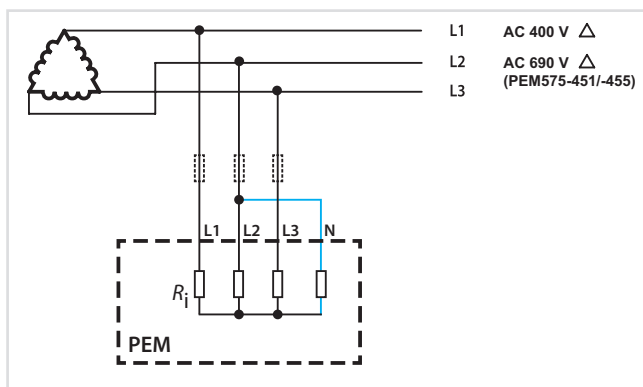 L1 AC 400 V △
L2 AC 690 V △
(PEM575-451/-455)
L3
L1 L2 L3 N
Ri
PEM